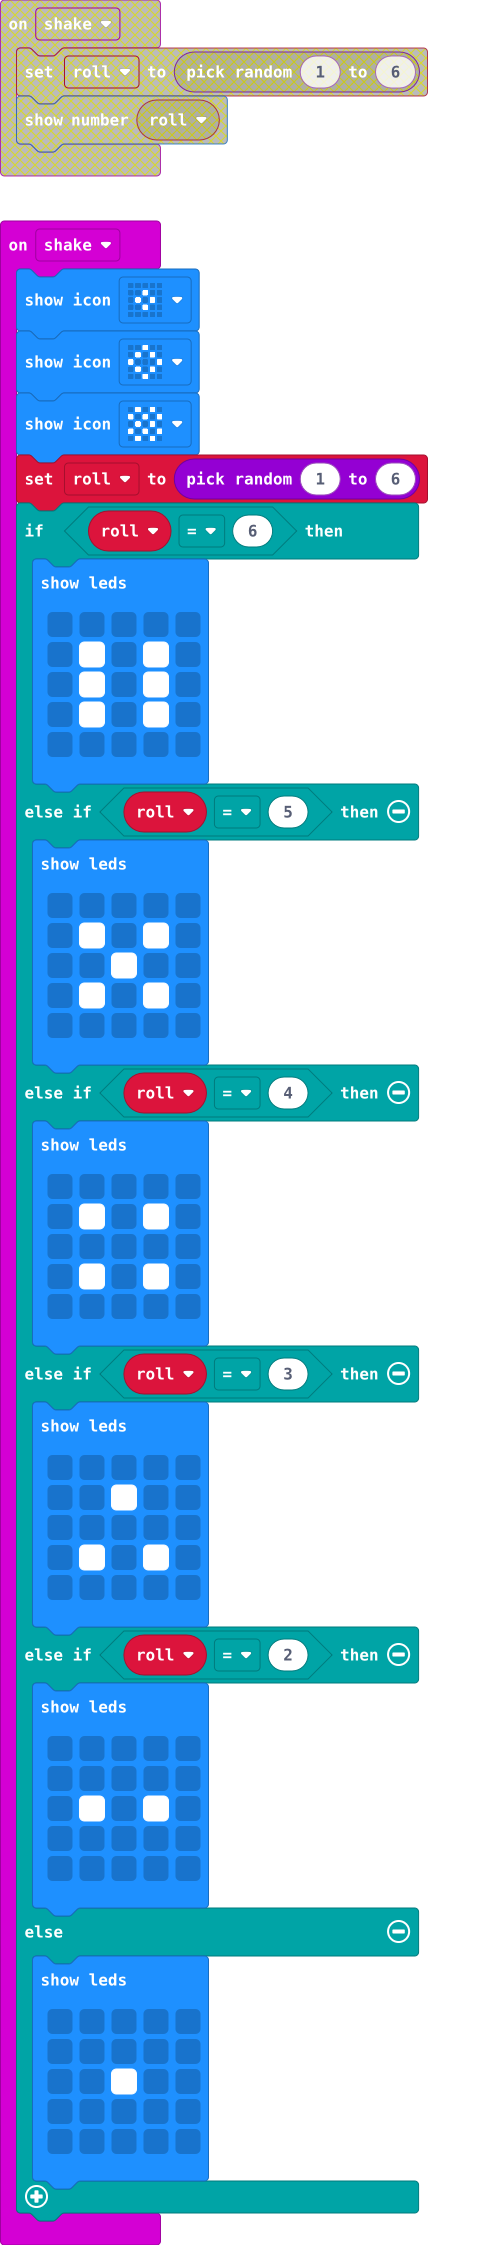 on shake
set roll to pick random 1 to 6
show number roll
on shake
show icon
show icon
show icon
set roll to pick random 1 to 6
if roll = 6 then
show leds
else if roll = 5 then
show leds
else if roll = 4 then
show leds
else if roll = 3 then
show leds
else if roll = 2 then
show leds
else
show leds